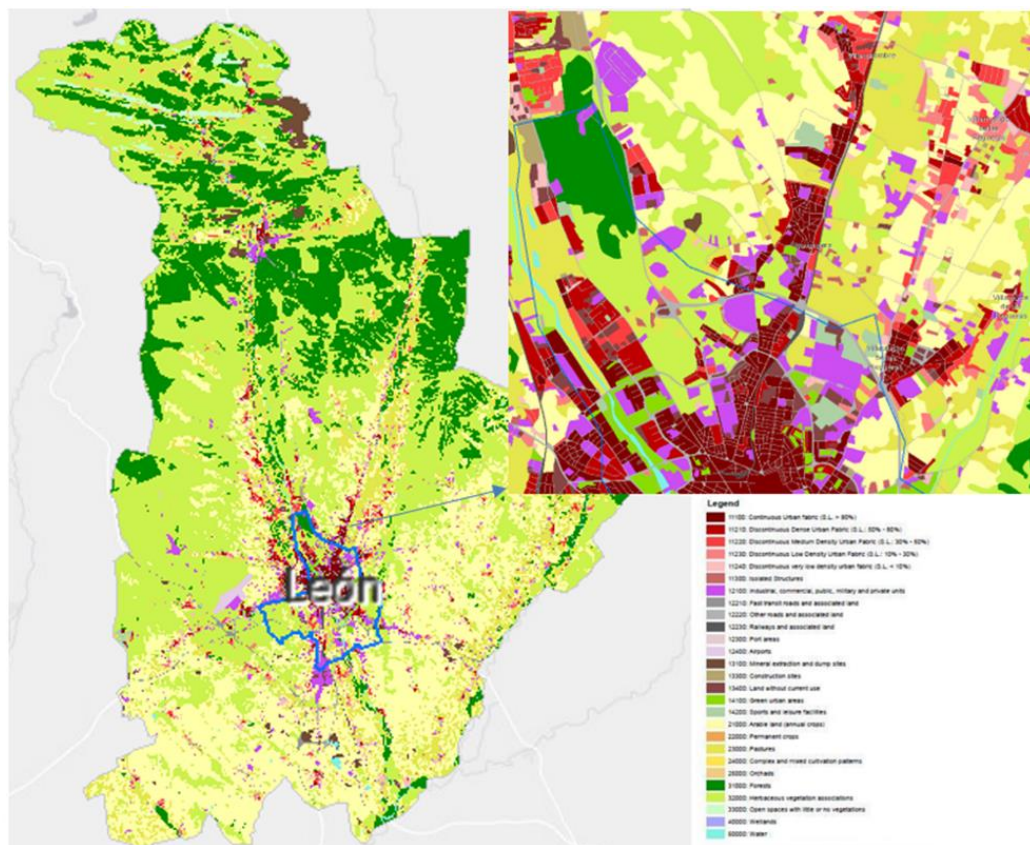 León
Legend
11100: Continuous Urban fabric (S.L. > 80%)
11210: Discontinuous Dense Urban Fabric (S.L.: 50% - 80%)
11220: Discontinuous Medium Density Urban Fabric (S.L.: 30% - 50%)
11230: Discontinuous Low Density Urban Fabric (S.L.: 10% - 30%)
11240: Discontinuous very low density urban fabric (S.L. < 10%)
11300: Isolated Structures
12100: Industrial, commercial, public, military and private units
12210: Fast transit roads and associated land
12220: Other roads and associated land
12230: Railways and associated land
12300: Port areas
12400: Airports
13100: Mineral extraction and dump sites
13300: Construction sites
13400: Land without current use
14100: Green urban areas
14200: Sports and leisure facilities
21000: Arable land (annual crops)
22000: Permanent crops
23000: Pastures
24000: Complex and mixed cultivation patterns
25000: Orchads
31000: Forests
32000: Herbaceous vegetation associations
33000: Open spaces with little or no vegetations
40000: Wetlands
50000: Water